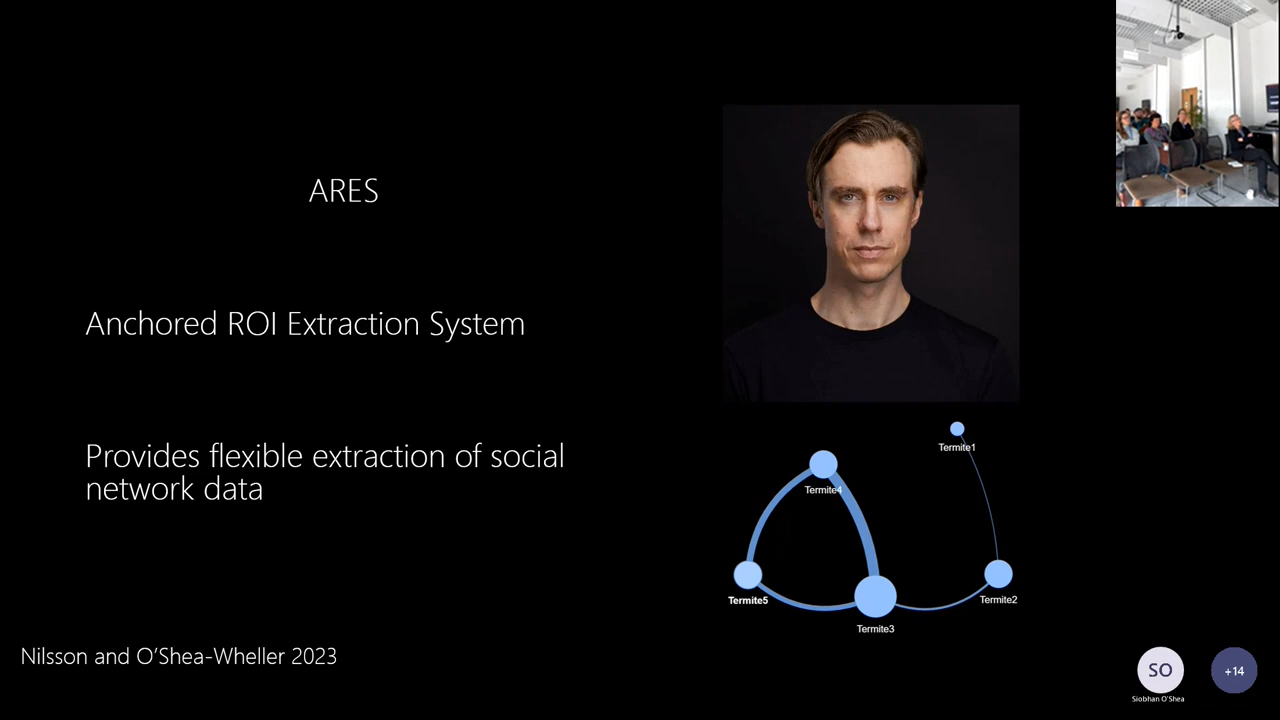 ARES
Anchored ROI Extraction System
Provides flexible extraction of social
network data
Termite1
Termite4
Termite5
Termite2
Termite3
Nilsson and O’Shea-Wheller 2023
SO
+14
Siobhan O'Shea